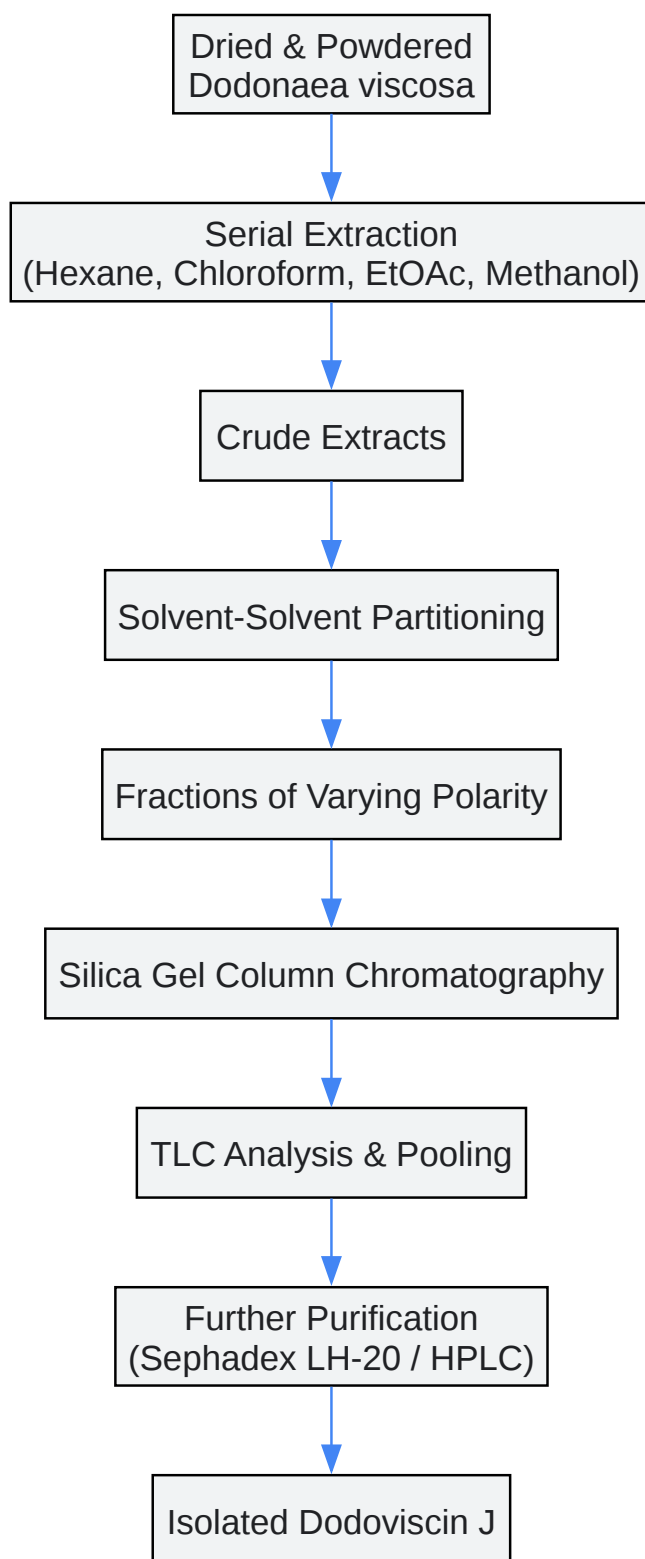 Dried & Powdered
Dodonaea viscosa
Serial Extraction
(Hexane, Chloroform, EtOAc, Methanol)
Crude Extracts
Solvent-Solvent Partitioning
Fractions of Varying Polarity
Silica Gel Column Chromatography
TLC Analysis & Pooling
Further Purification
(Sephadex LH-20 / HPLC)
Isolated Dodoviscin J